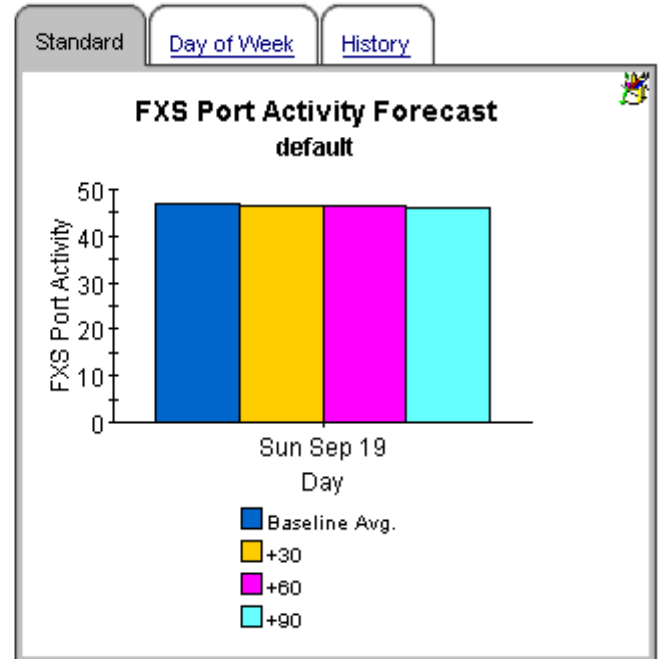 Standard Day of Week History
FXS Port Activity Forecast
default
FXS Port Activity
50
40
30
20
10
0
Sun Sep 19
Day
Baseline Avg.
+30
+60
+90